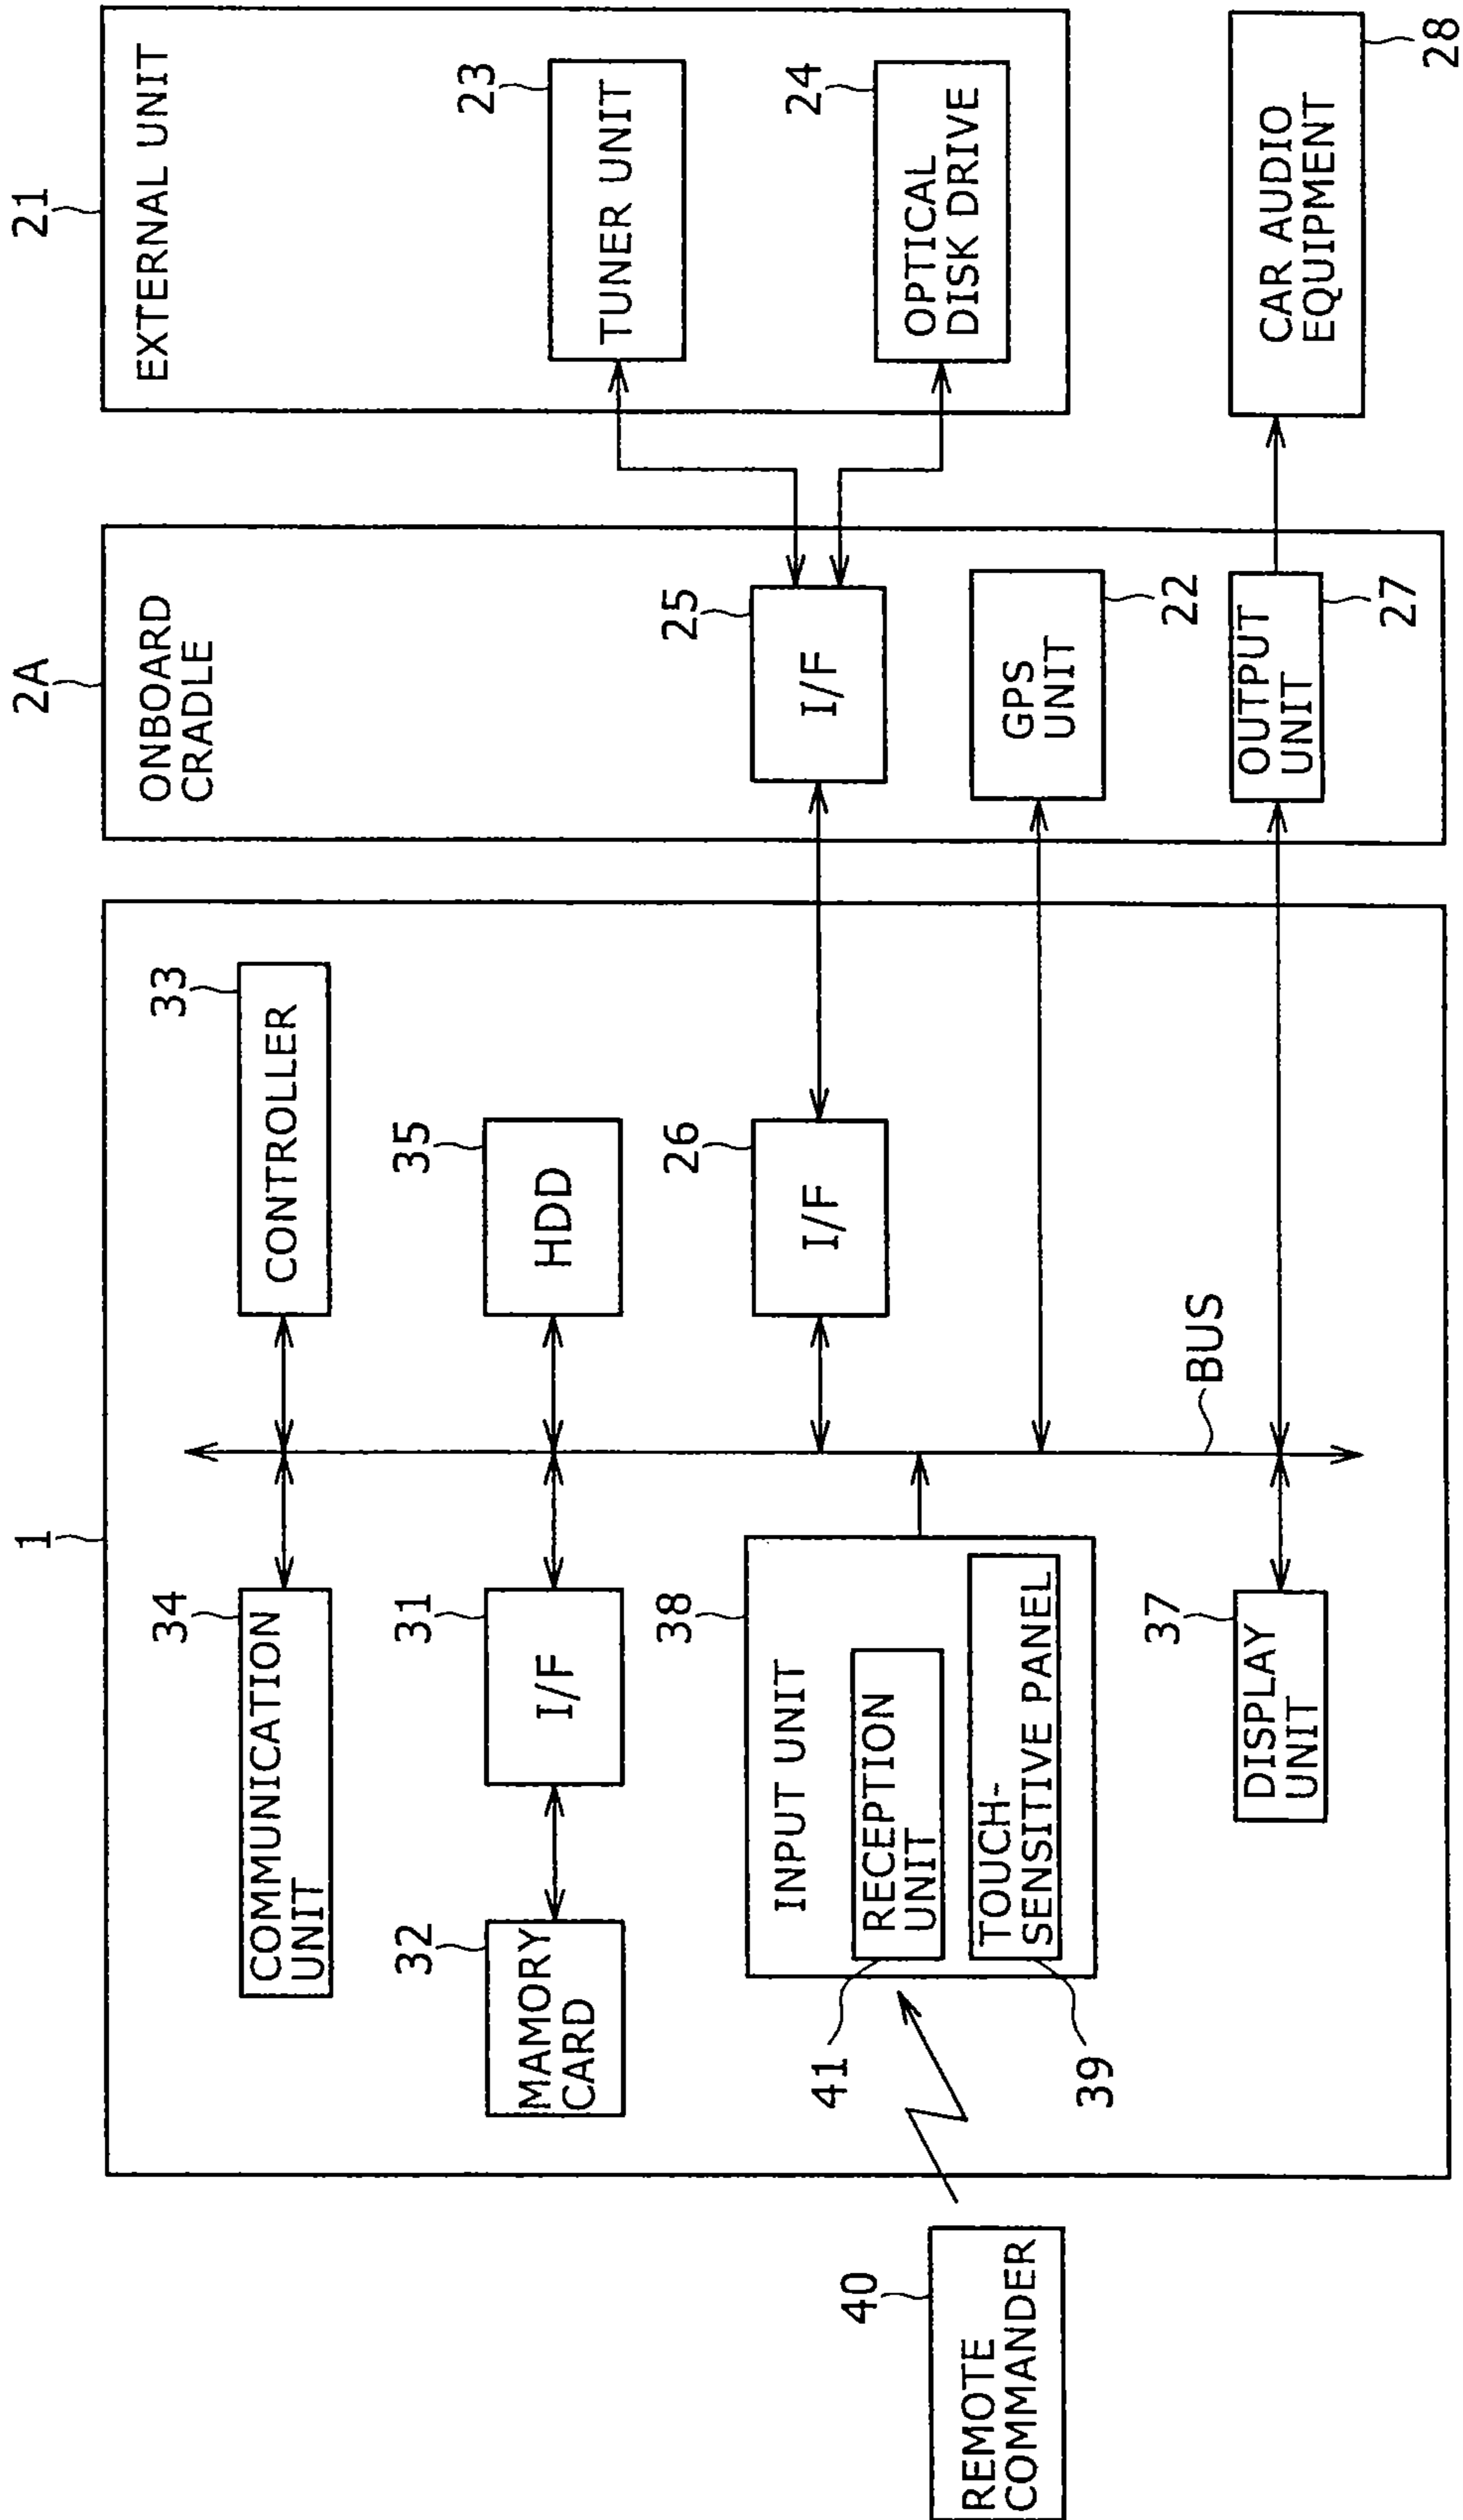 1
34
COMMUNICATION
UNIT
33
CONTROLLER
32
MAMORY
CARD
31
I/F
35
HDD
38
INPUT UNIT
RECEPTION
UNIT
41
TOUCH-
SENSITIVE PANEL
39
26
I/F
BUS
37
DISPLAY
UNIT
40
REMOTE
COMMANDER
2A
ONBOARD
CRADLE
25
I/F
GPS
UNIT
22
OUTPUT
UNIT
27
21
EXTERNAL UNIT
23
TUNER UNIT
24
OPTICAL
DISK DRIVE
CAR AUDIO
EQUIPMENT
28